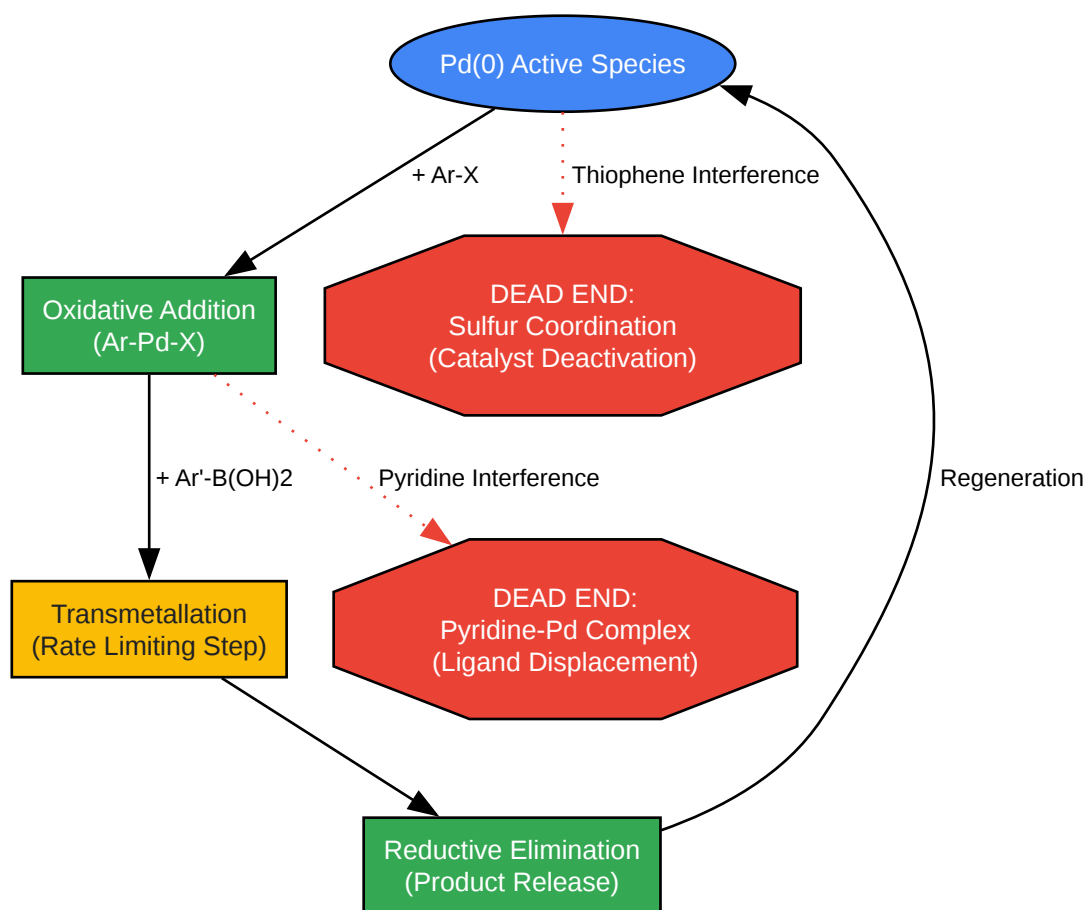 Pd(0) Active Species
+ Ar-X
Thiophene Interference
DEAD END:
Sulfur Coordination
(Catalyst Deactivation)
Oxidative Addition
(Ar-Pd-X)
+ Ar'-B(OH)2
Pyridine Interference
Regeneration
DEAD END:
Pyridine-Pd Complex
(Ligand Displacement)
Transmetallation
(Rate Limiting Step)
Reductive Elimination
(Product Release)